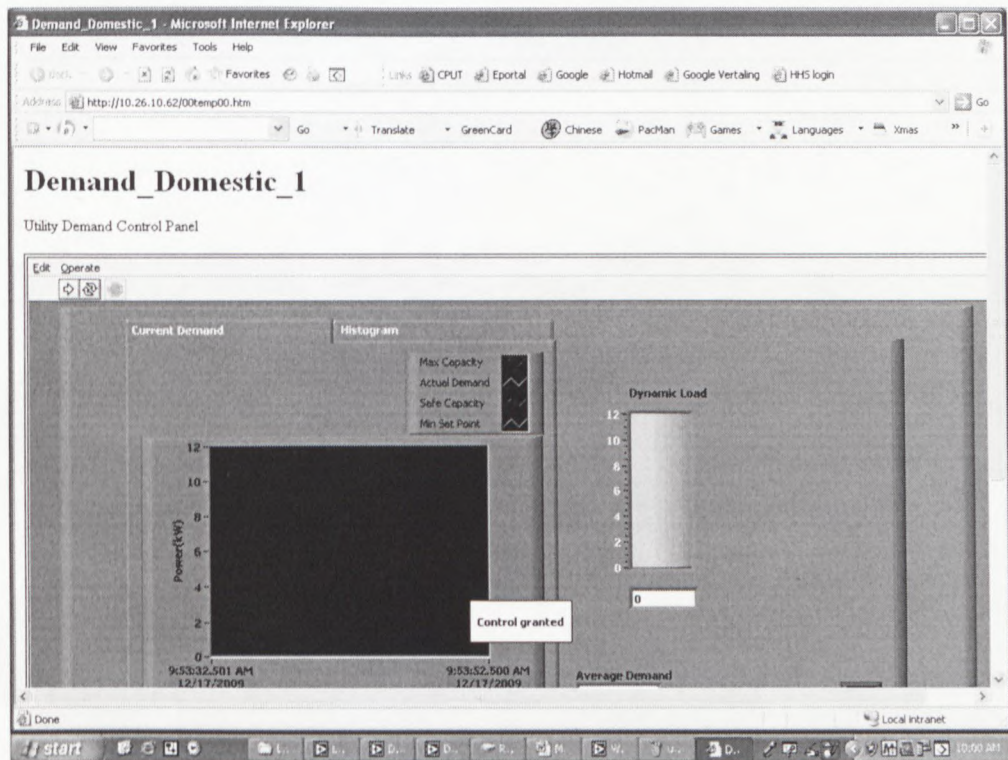 Demand_Domestic_1 - Microsoft Internet Explorer
File Edit View Favorites Tools Help
Favorites
Links CPUT Eportal Google Hotmail Google Vertaling HHS login
Address http://10.26.10.62/00temp00.htm Go
Go Translate GreenCard Chinese PacMan Games Languages Xmas »
Demand_Domestic_1
Utility Demand Control Panel
Edit Operate
Current Demand Histogram
Max Capacity
Actual Demand
Safe Capacity
Min Set Point
Dynamic Load
12
10
8
6
4
2
0
0
Power(kW)
12
10
8
6
4
2
0
Control granted
9:53:32.501 AM
12/17/2009
9:53:52.500 AM
12/17/2009
Average Demand
Done
Local intranet
start L.. L.. D.. D.. R.. M W. U.. D.. 10:00 AM